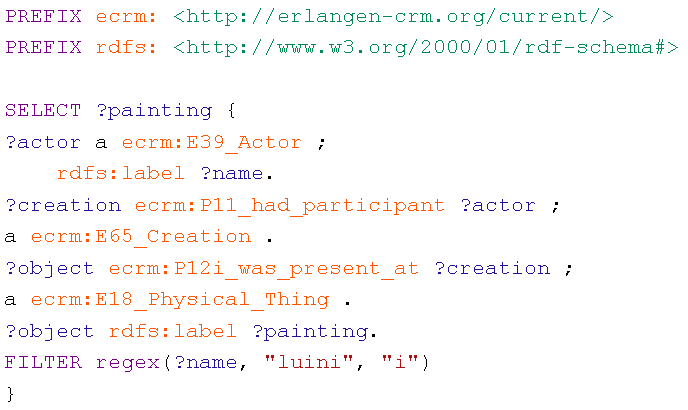 PREFIX ecrm: <http://erlangen-crm.org/current/>
PREFIX rdfs: <http://www.w3.org/2000/01/rdf-schema#>
SELECT ?painting {
?actor a ecrm:E39_Actor ;
rdfs:label ?name.
?creation ecrm:P11_had_participant ?actor ;
a ecrm:E65_Creation .
?object ecrm:P12i_was_present_at ?creation ;
a ecrm:E18_Physical_Thing .
?object rdfs:label ?painting.
FILTER regex(?name, "luini", "i")
}